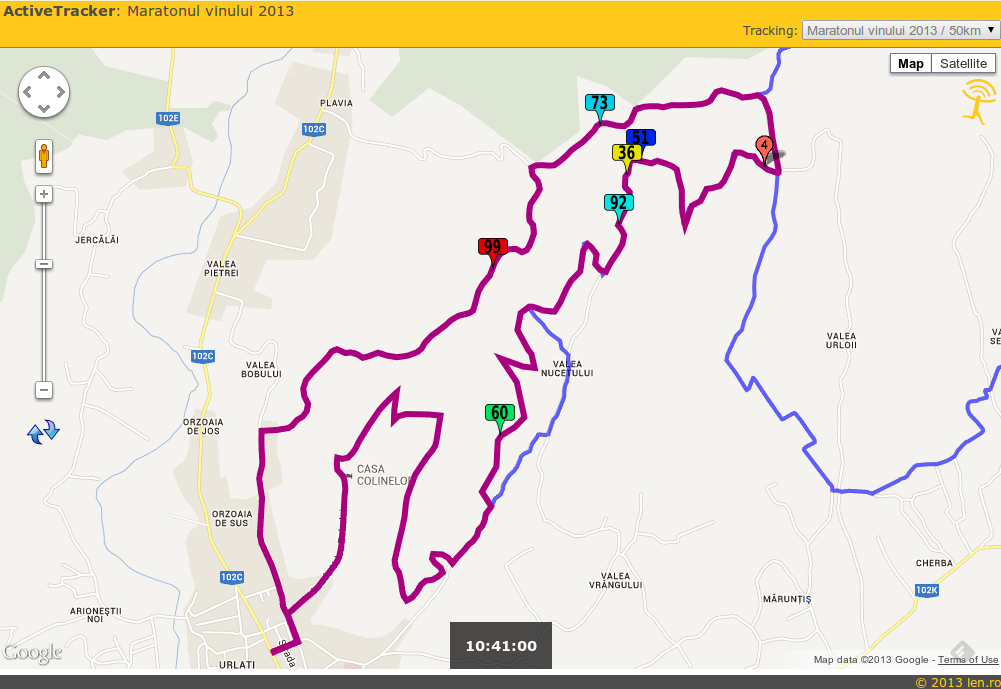 ActiveTracker: Maratonul vinului 2013
Tracking: Maratonul vinului 2013 / 50km
Map Satellite
PLAVIA
102E
102C
73
51
36
4
92
JERCĂLĂI
99
VALEA
PIETREI
102C
VALEA
BOBULUI
VALEA
NUCETULUI
VALEA
URLOII
VA
SE
60
ORZOAIA
DE JOS
CASA
COLINELOR
ORZOAIA
DE SUS
102C
VALEA
VRÂNGULUI
CHERBA
102K
MĂRUNȚIȘ
ARIONEȘTII
NOI
Strada
URLATI
10:41:00
Google
Map data ©2013 Google - Terms of Use
© 2013 len.ro